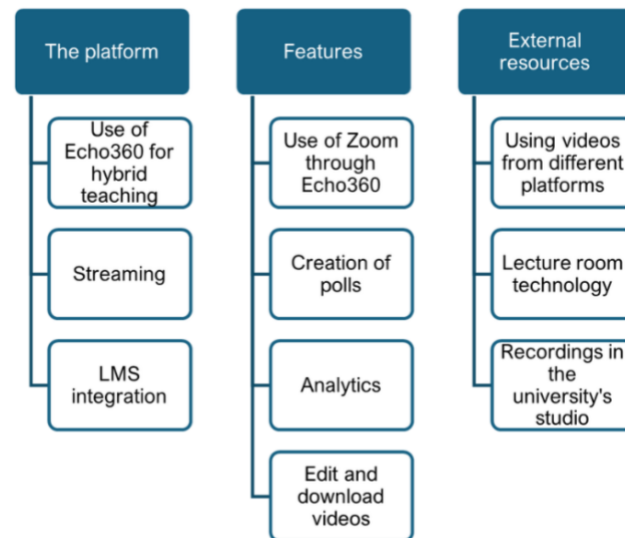 The platform
Use of
Echo360 for
hybrid
teaching
Streaming
LMS
integration
Features
Use of Zoom
through
Echo360
Creation of
polls
Analytics
Edit and
download
videos
External
resources
Using videos
from different
platforms
Lecture room
technology
Recordings in
the
university's
studio